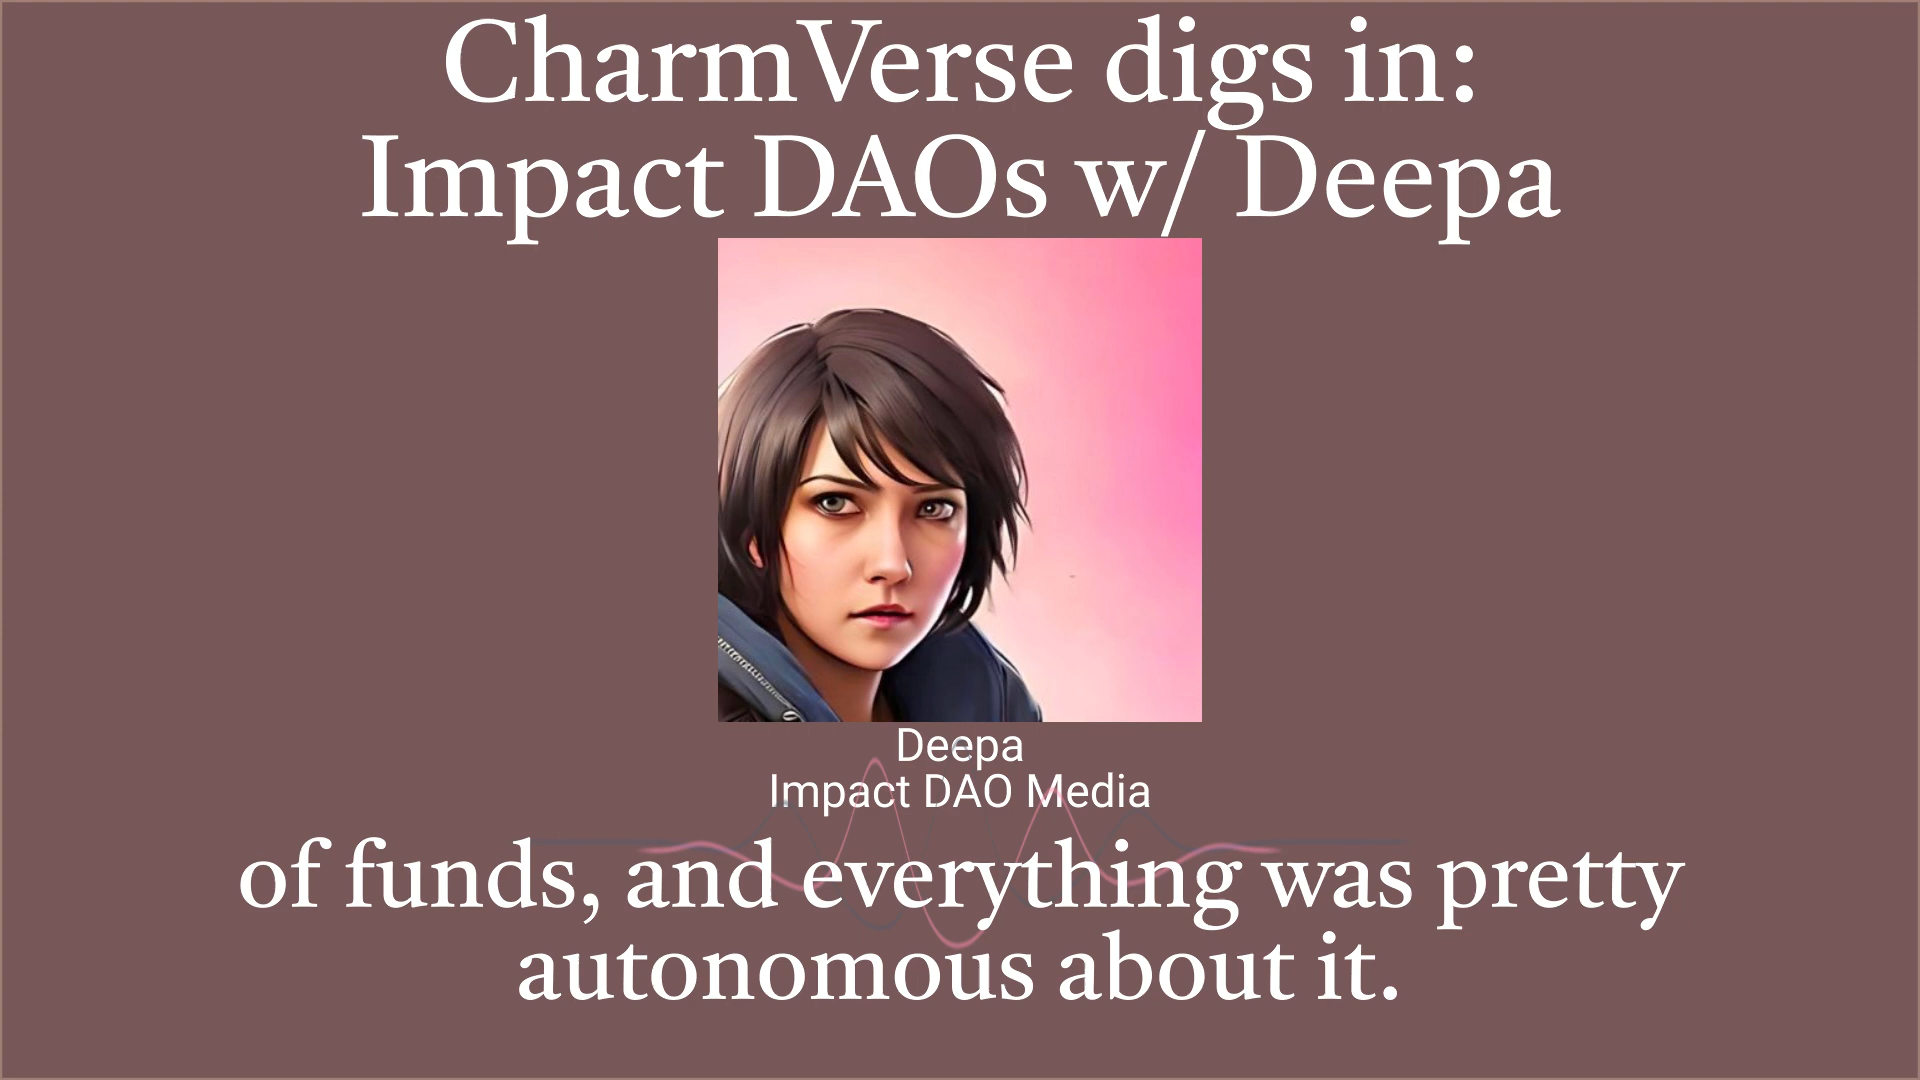 CharmVerse digs in:
Impact DAOs w/ Deepa
Deepa
Impact DAO Media
of funds, and everything was pretty
autonomous about it.